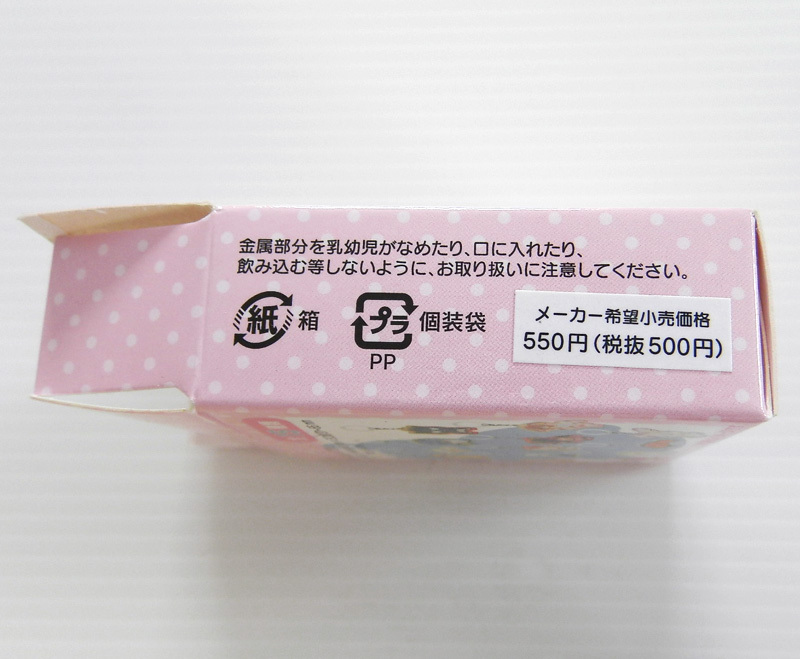 金属部分を乳幼児がなめたり、口に入れたり、
飲み込む等しないように、お取り扱いに注意してください。
紙 箱
プラ 個装袋
PP
メーカー希望小売価格
550円(税抜500円)